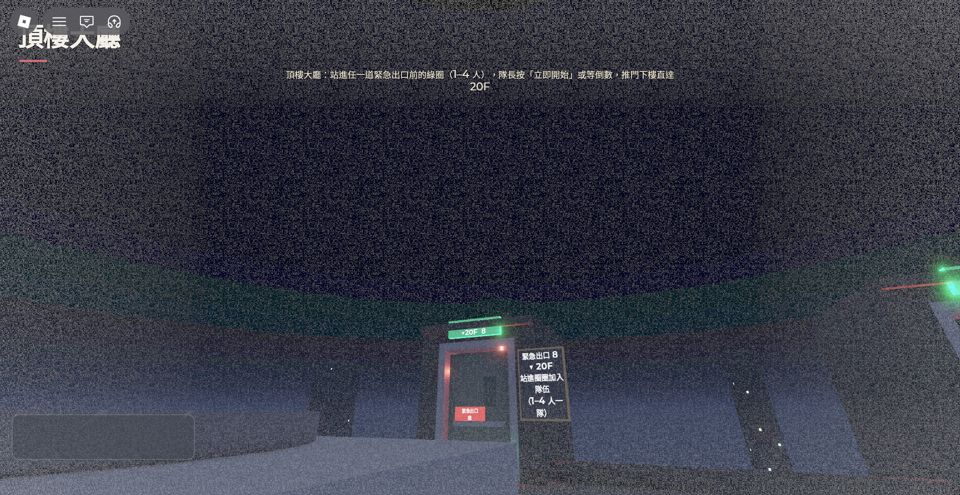 頂樓大廳
頂樓大廳：站進任一道緊急出口前的綠圈（1–4 人），隊長按「立即開始」或等倒數，推門下樓直達
20F
▾20F 8
緊急出口 8
▾ 20F
站進圈圈加入
隊伍
（1–4 人一
隊）
緊急出口